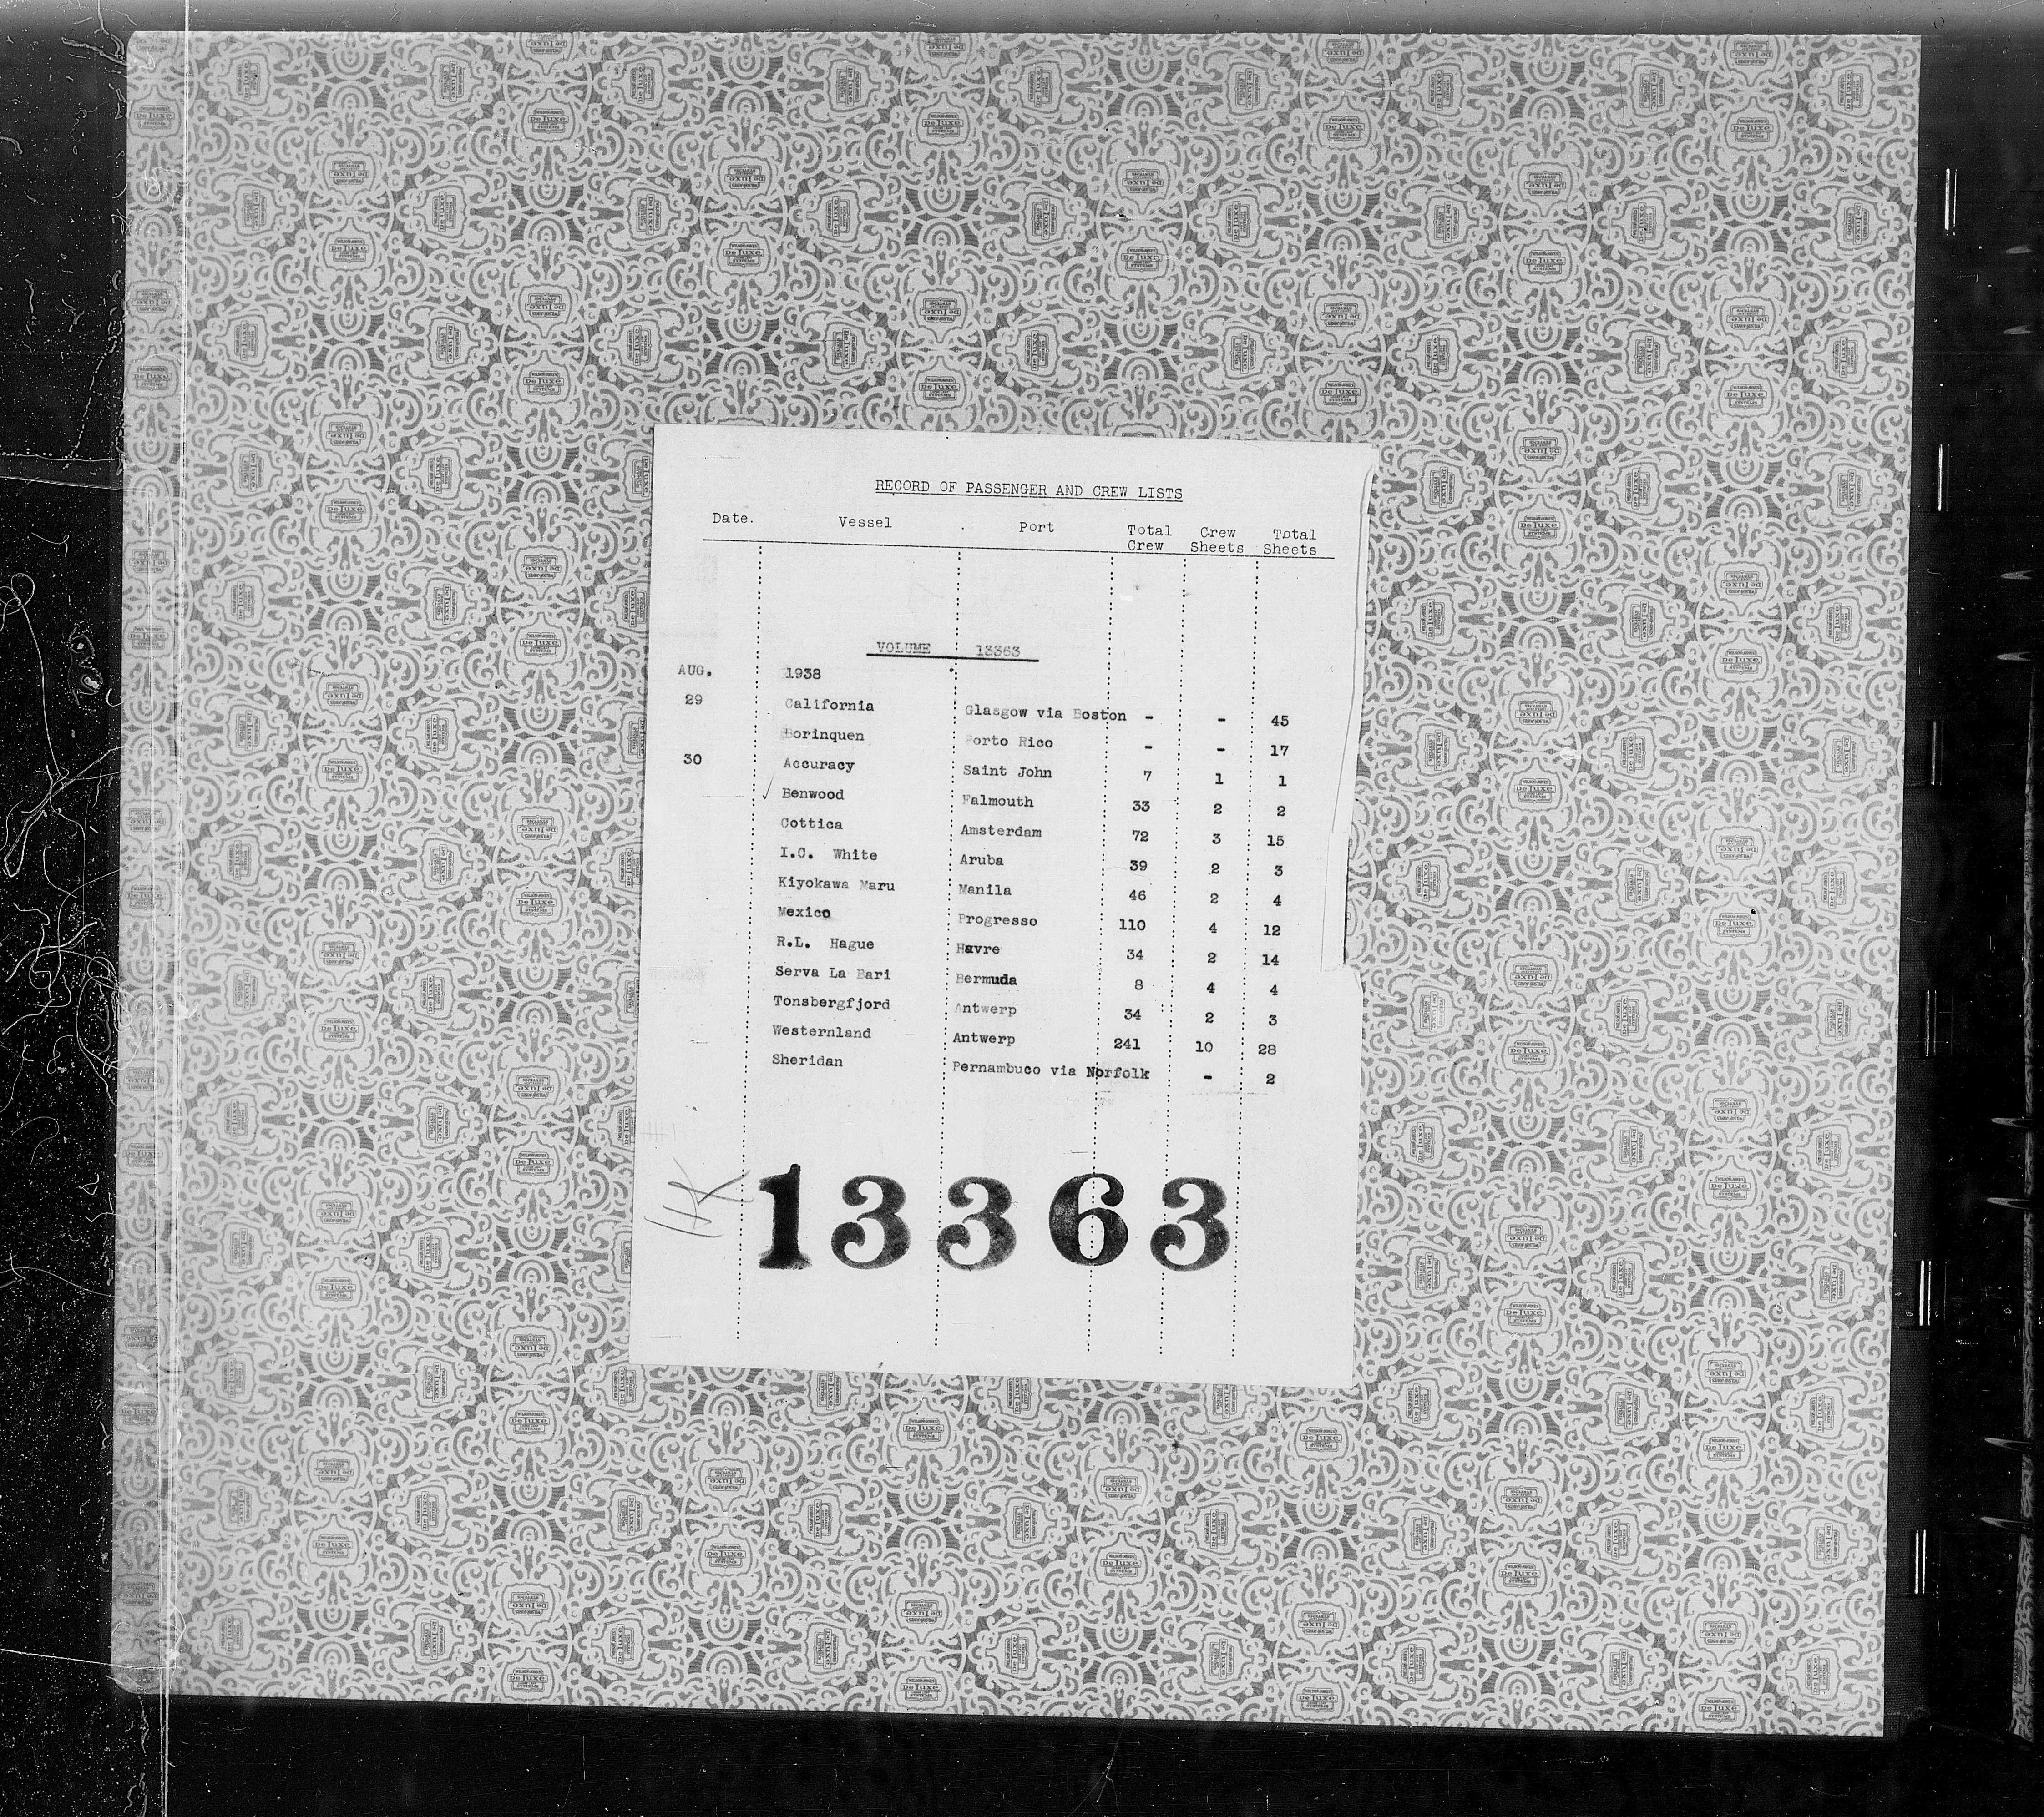 RECORD OF PASSENGER AND CREW LISTS
Date. Vessel Port Total Crew Crew Sheets Total Sheets
VOLUME 13363
AUG. 1938
29 California Glasgow via Boston - - 45
Borinquen Porto Rico - - 17
30 Accuracy Saint John 7 1 1
Benwood Falmouth 33 2 2
Cottica Amsterdam 72 3 15
I.C. White Aruba 39 2 3
Kiyokawa Maru Manila 46 2 4
Mexico Progresso 110 4 12
R.L. Hague Havre 34 2 14
Serva La Bari Bermuda 8 4 4
Tonsbergfjord Antwerp 34 2 3
Westernland Antwerp 241 10 28
Sheridan Pernambuco via Norfolk - 2
13363
De Luxe